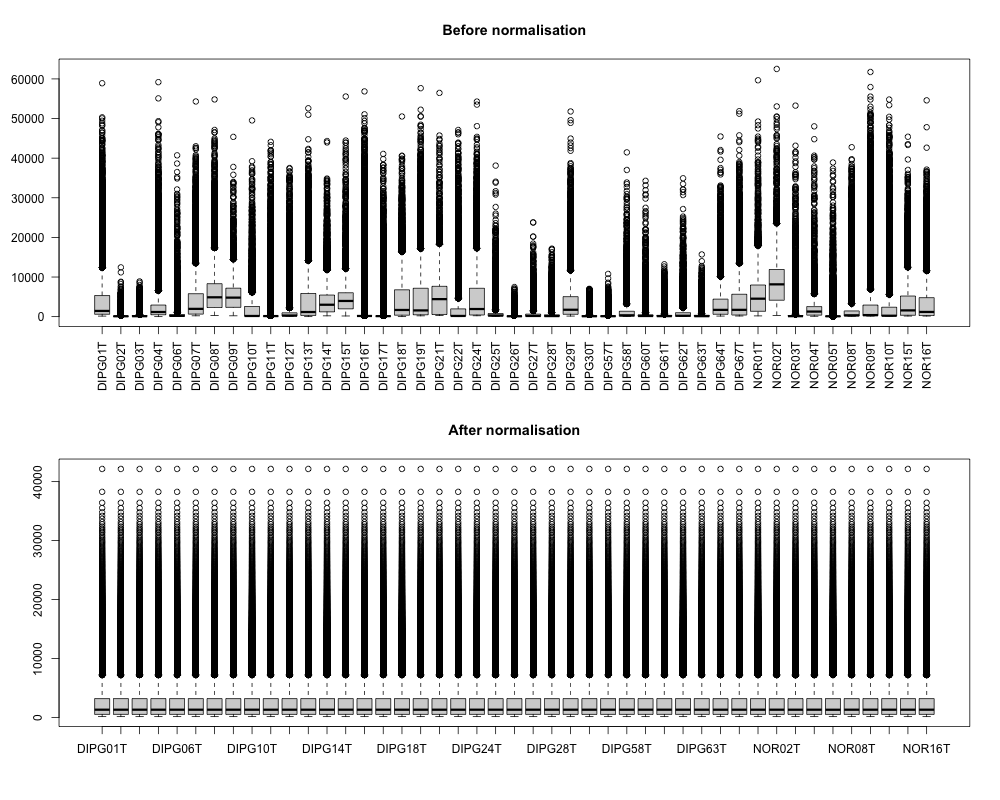 Before normalisation
60000
50000
40000
30000
20000
10000
0
DIPG01T
DIPG02T
DIPG03T
DIPG04T
DIPG06T
DIPG07T
DIPG08T
DIPG09T
DIPG10T
DIPG11T
DIPG12T
DIPG13T
DIPG14T
DIPG15T
DIPG16T
DIPG17T
DIPG18T
DIPG19T
DIPG21T
DIPG22T
DIPG24T
DIPG25T
DIPG26T
DIPG27T
DIPG28T
DIPG29T
DIPG30T
DIPG57T
DIPG58T
DIPG60T
DIPG61T
DIPG62T
DIPG63T
DIPG64T
DIPG67T
NOR01T
NOR02T
NOR03T
NOR04T
NOR05T
NOR08T
NOR09T
NOR10T
NOR15T
NOR16T
After normalisation
40000
30000
20000
10000
0
DIPG01T DIPG06T DIPG10T DIPG14T DIPG18T DIPG24T DIPG28T DIPG58T DIPG63T NOR02T NOR08T NOR16T